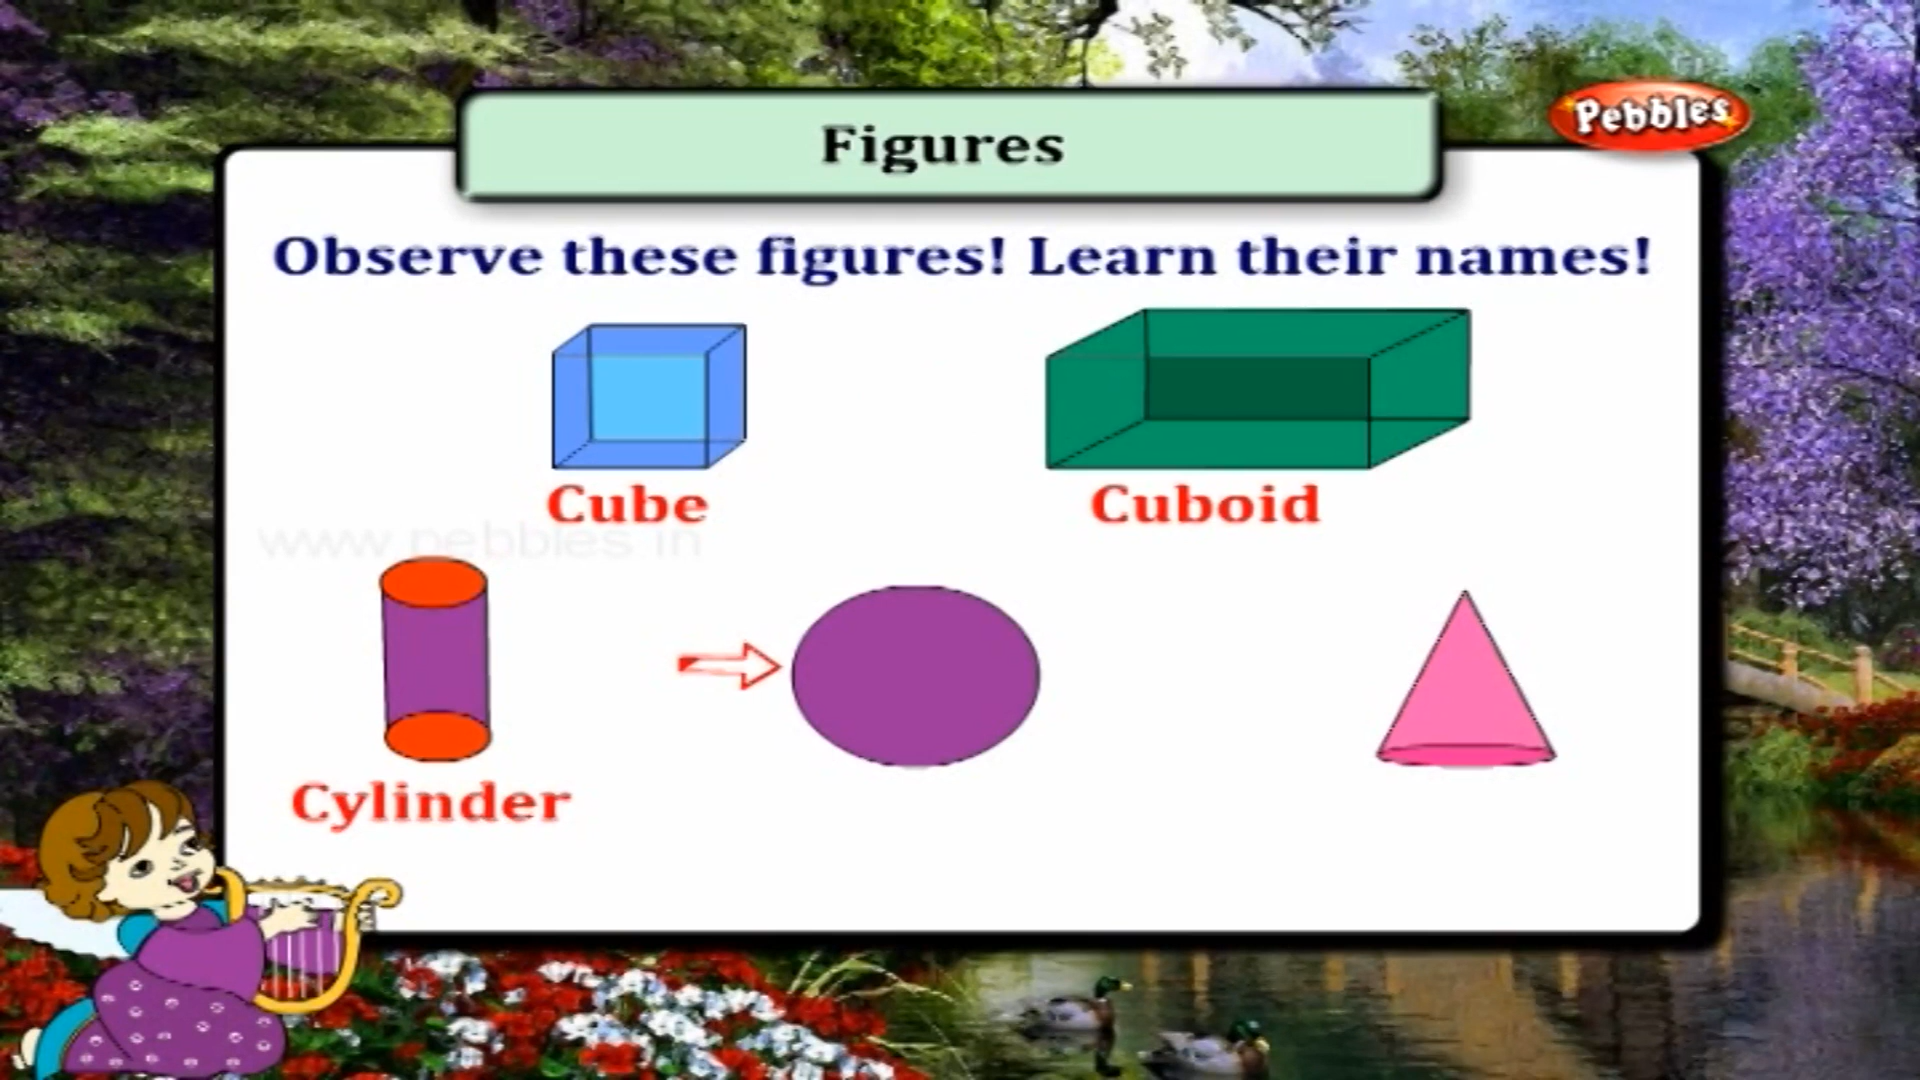 Figures
Pebbles
Observe these figures! Learn their names!
Cube
Cuboid
www.pebbles.in
Cylinder